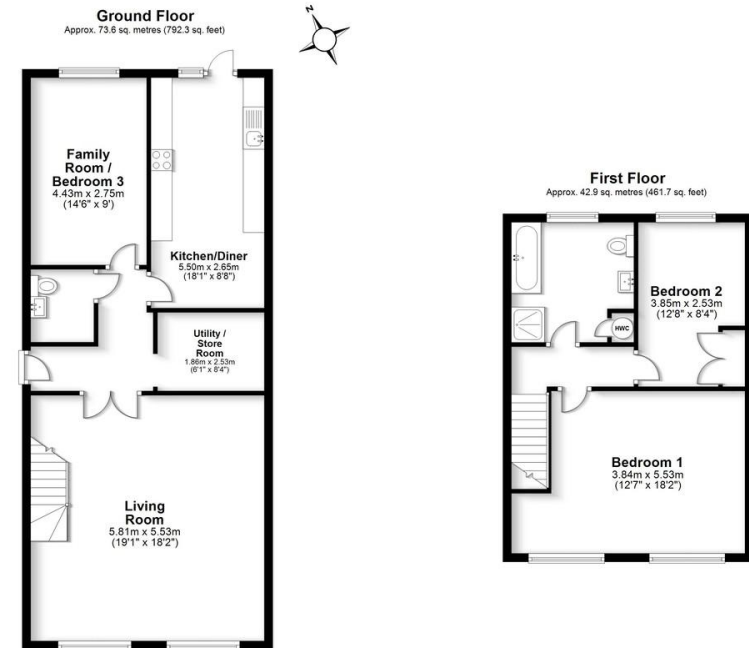 Ground Floor
Approx. 73.6 sq. metres (792.3 sq. feet)
N
Family
Room /
Bedroom 3
4.43m x 2.75m
(14'6" x 9')
Kitchen/Diner
5.50m x 2.65m
(18'1" x 8'8")
Utility /
Store
Room
1.86m x 2.53m
(6'1" x 8'4")
Living
Room
5.81m x 5.53m
(19'1" x 18'2")
First Floor
Approx. 42.9 sq. metres (461.7 sq. feet)
Bedroom 2
3.85m x 2.53m
(12'8" x 8'4")
HWC
Bedroom 1
3.84m x 5.53m
(12'7" x 18'2")